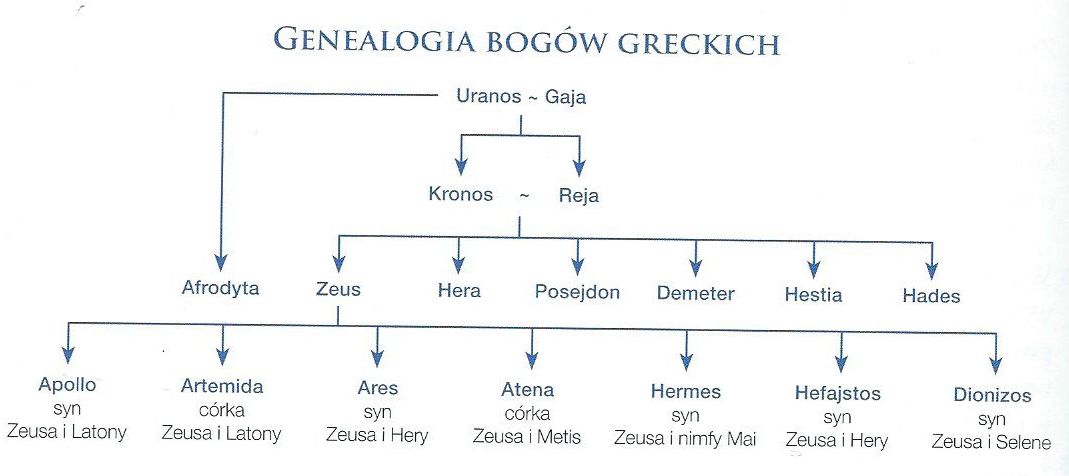 GENEALOGIA BOGÓW GRECKICH
Uranos ~ Gaja
Kronos ~ Reja
Afrodyta Zeus Hera Posejdon Demeter Hestia Hades
Apollo Artemida Ares Atena Hermes Hefajstos Dionizos
syn córka syn córka syn syn syn
Zeusa i Latony Zeusa i Latony Zeusa i Hery Zeusa i Metis Zeusa i nimfy Mai Zeusa i Hery Zeusa i Selene